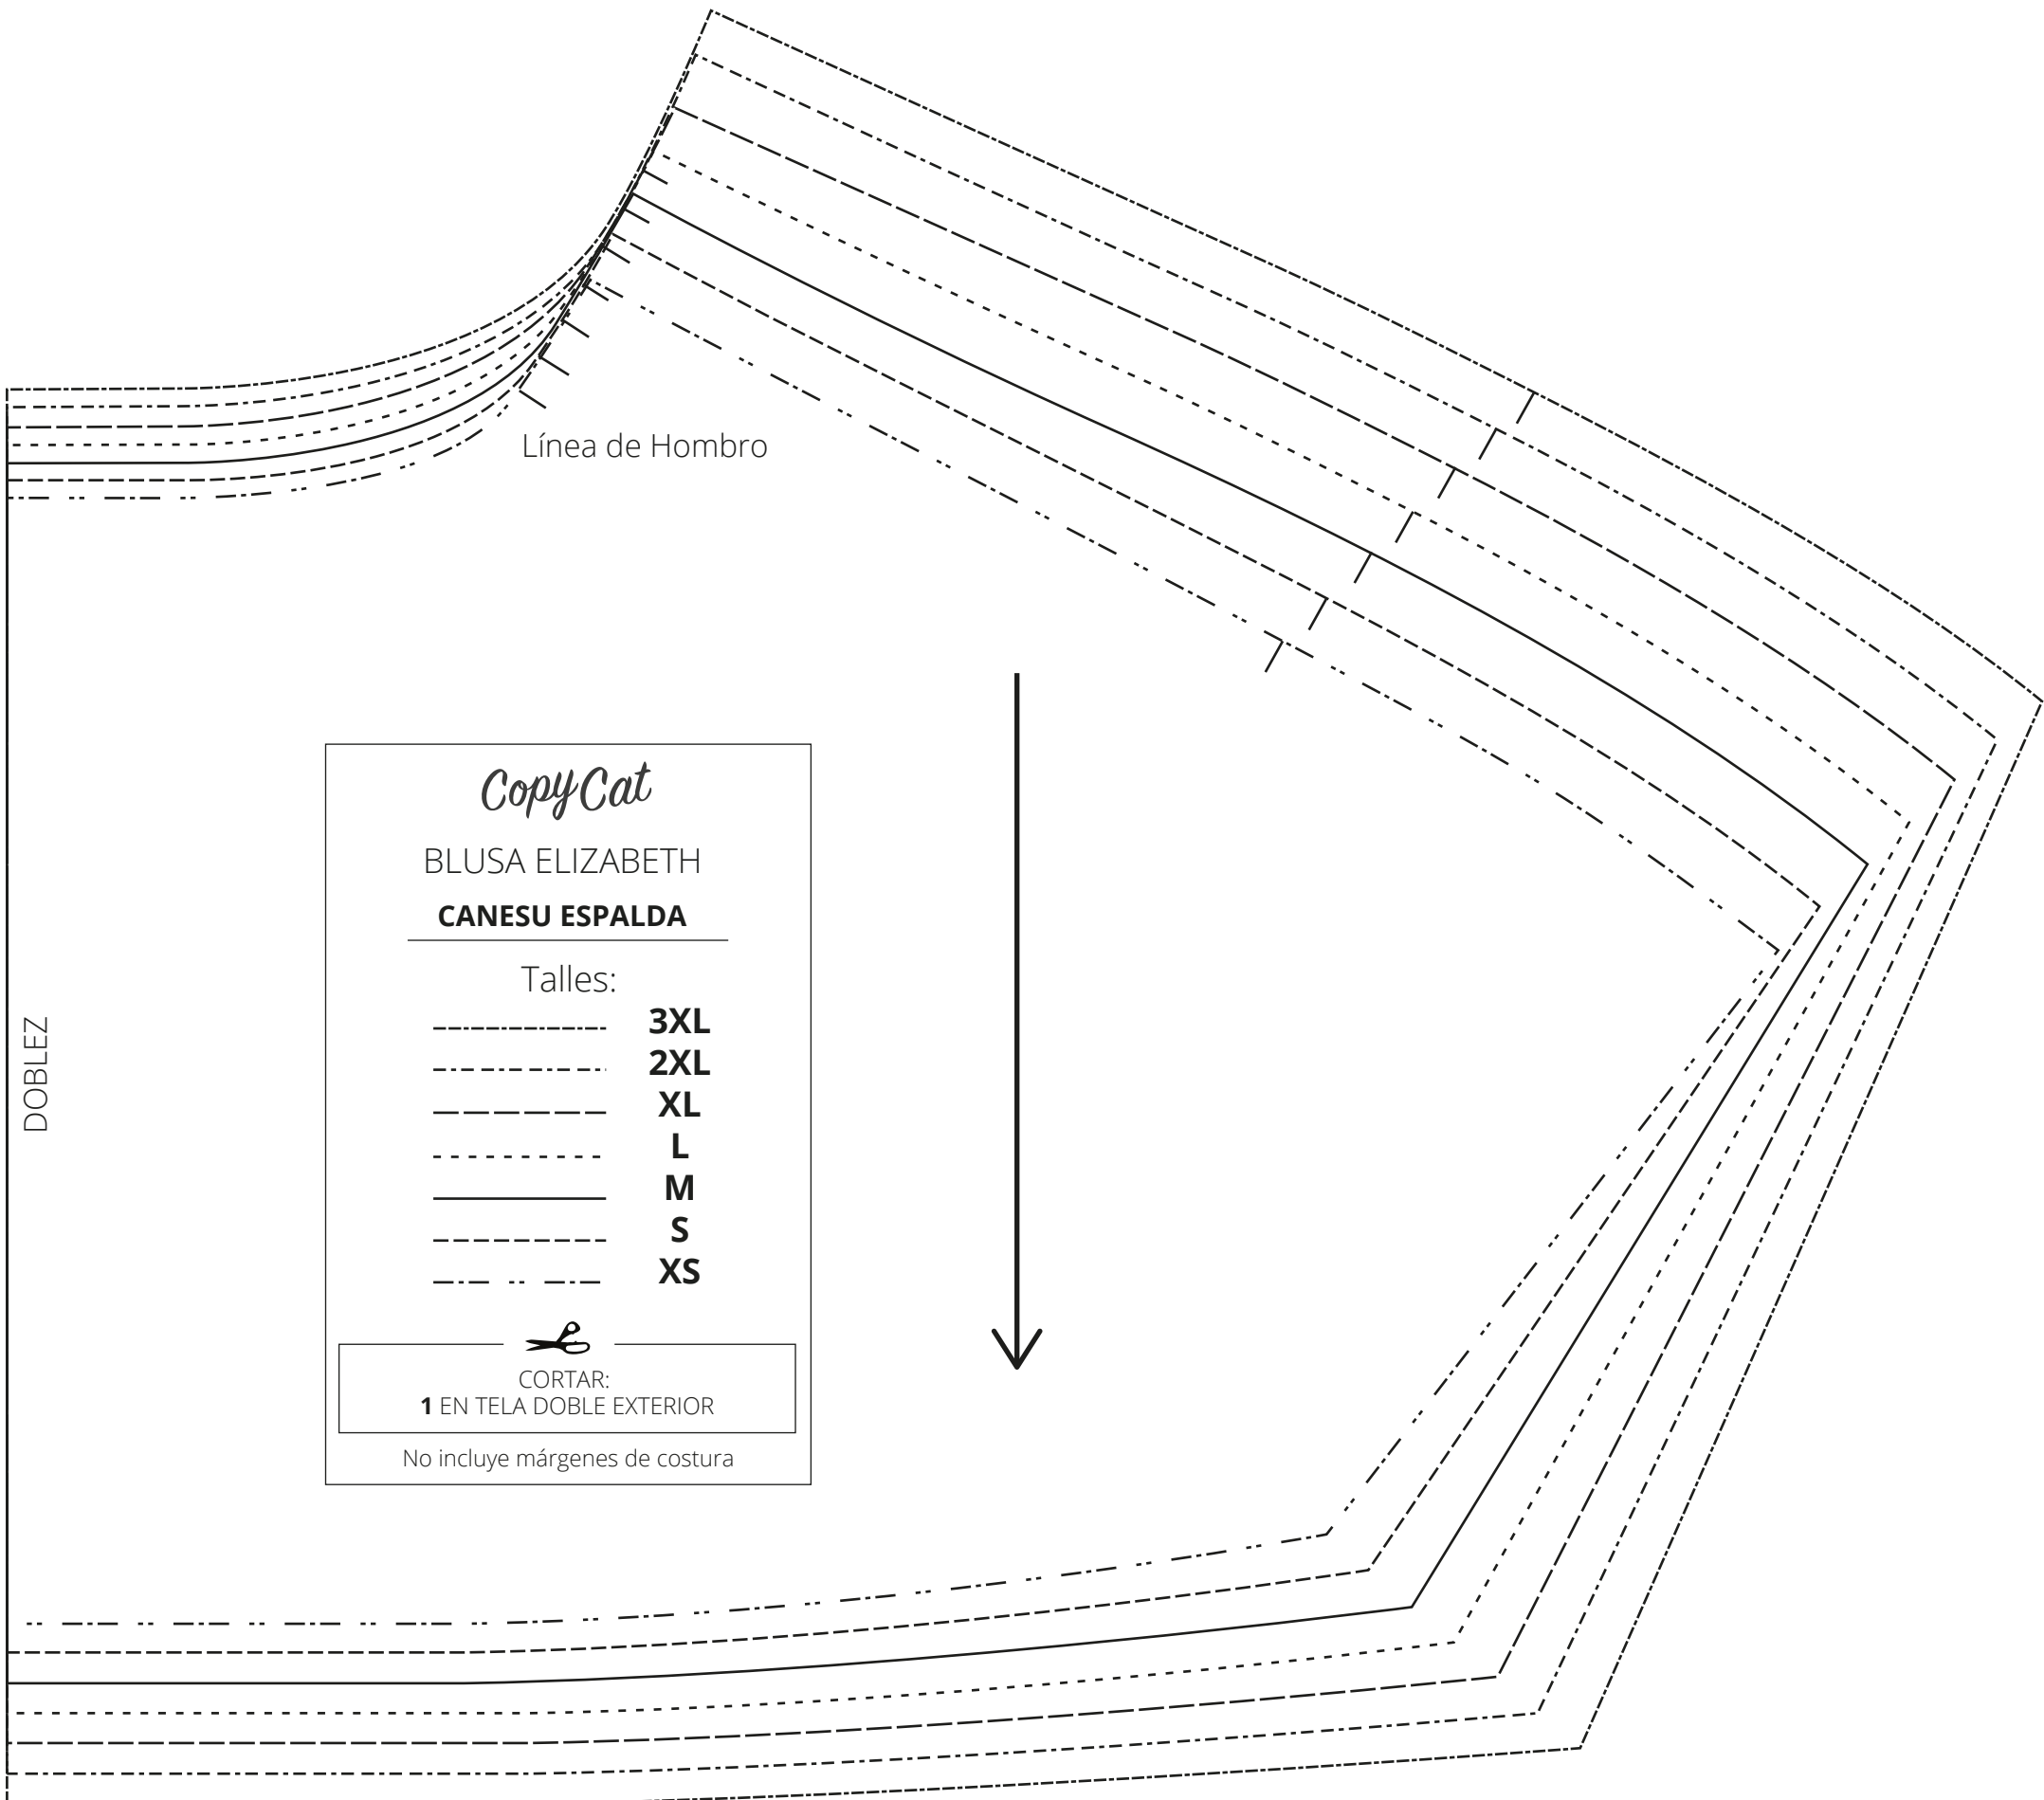 Línea de Hombro
CopyCat
BLUSA ELIZABETH
CANESU ESPALDA
Talles:
3XL
2XL
XL
L
M
S
XS
CORTAR:
1 EN TELA DOBLE EXTERIOR
No incluye márgenes de costura
DOBLEZ